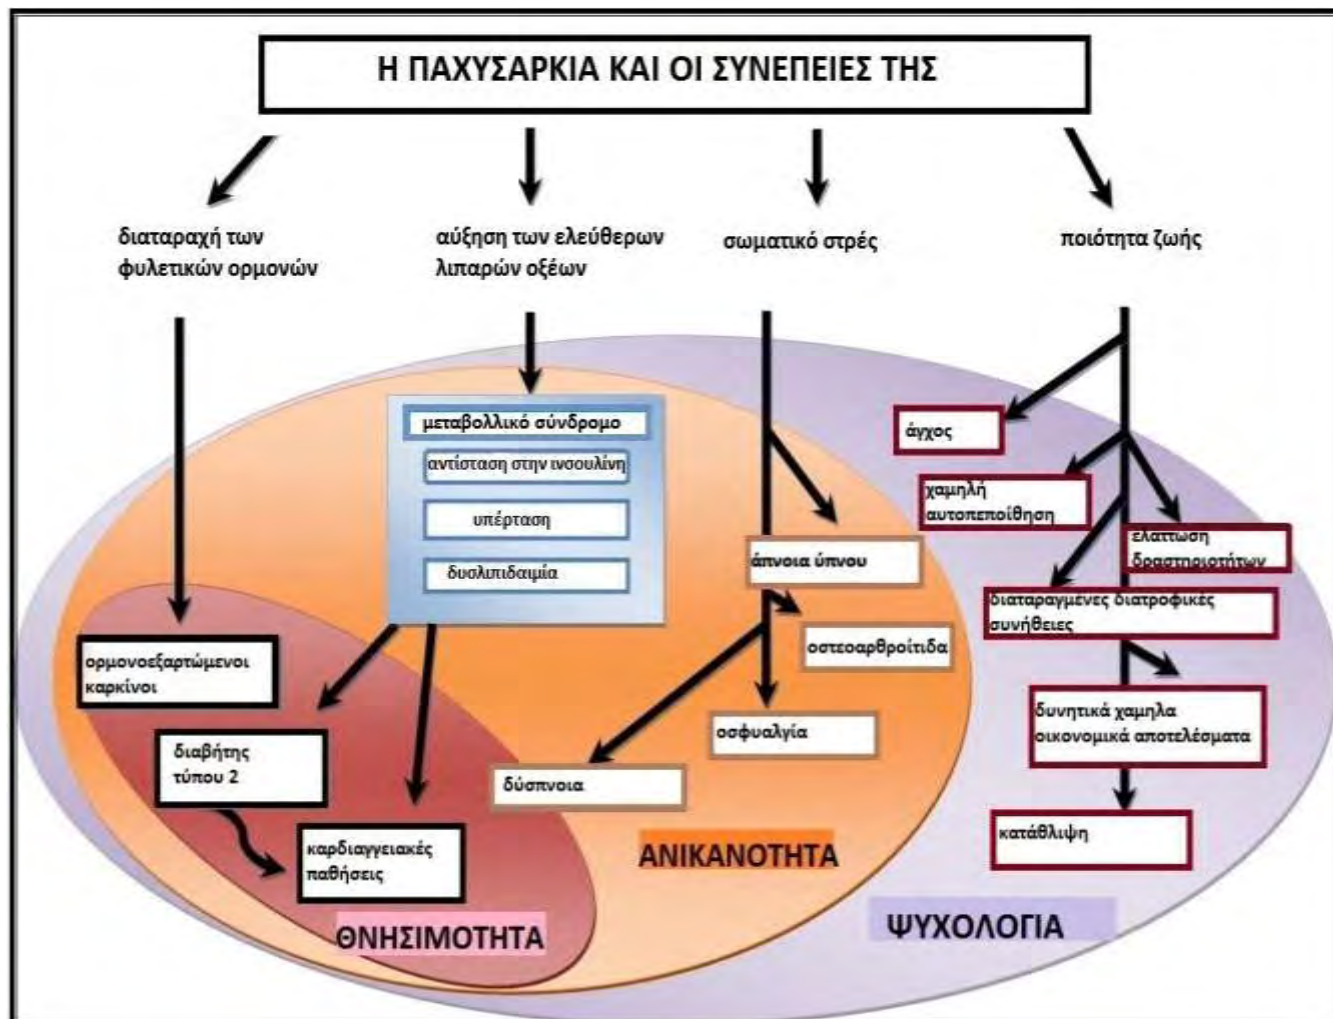 Η ΠΑΧΥΣΑΡΚΙΑ ΚΑΙ ΟΙ ΣΥΝΕΠΕΙΕΣ ΤΗΣ
διαταραχή των
φυλετικών ορμονών
αύξηση των ελεύθερων
λιπαρών οξέων
σωματικό στρές
ποιότητα ζωής
μεταβολλικό σύνδρομο
αντίσταση στην ινσουλίνη
υπέρταση
δυσλιπιδαιμία
άγχος
χαμηλή
αυτοπεποίθηση
ελάττωση
δραστηριοτήτων
διαταραγμένες διατροφικές
συνήθειες
άπνοια ύπνου
οστεοαρθροίτιδα
οσφυαλγία
δύσπνοια
δυνητικά χαμηλα
οικονομικά αποτελέσματα
κατάθλιψη
ορμονοεξαρτώμενοι
καρκίνοι
διαβήτης
τύπου 2
καρδιαγγειακές
παθήσεις
ΑΝΙΚΑΝΟΤΗΤΑ
ΘΝΗΣΙΜΟΤΗΤΑ
ΨΥΧΟΛΟΓΙΑ